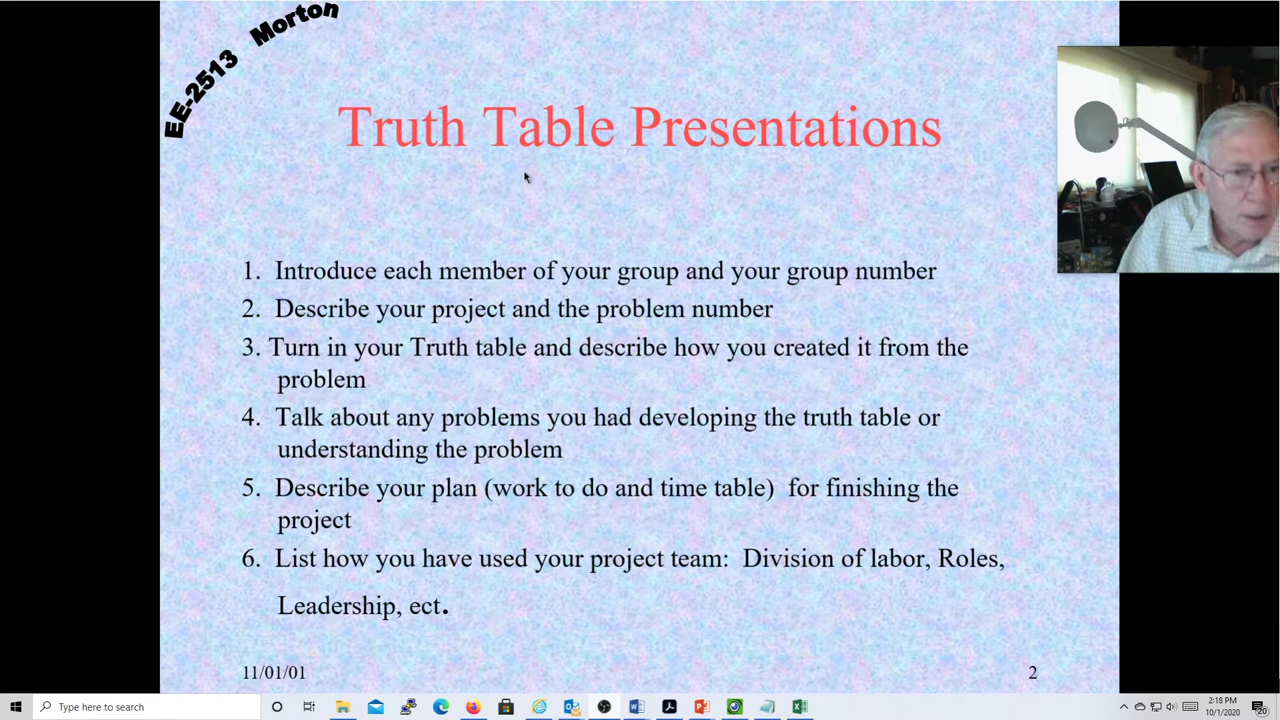 EE-2513 Morton
Truth Table Presentations
1. Introduce each member of your group and your group number
2. Describe your project and the problem number
3. Turn in your Truth table and describe how you created it from the
problem
4. Talk about any problems you had developing the truth table or
understanding the problem
5. Describe your plan (work to do and time table) for finishing the
project
6. List how you have used your project team: Division of labor, Roles,
Leadership, ect.
11/01/01 2
Type here to search
2:18 PM
10/1/2020
20